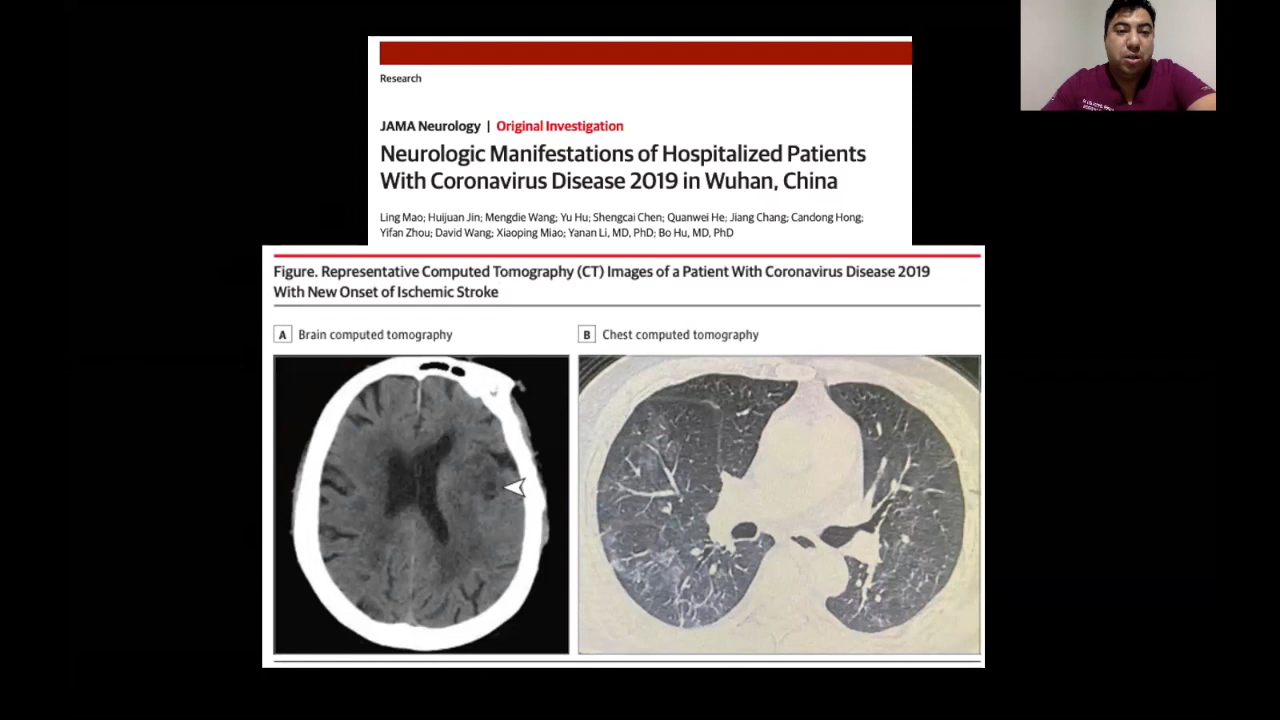 Research
JAMA Neurology | Original Investigation
Neurologic Manifestations of Hospitalized Patients
With Coronavirus Disease 2019 in Wuhan, China
Ling Mao; Huijuan Jin; Mengdie Wang; Yu Hu; Shengcai Chen; Quanwei He; Jiang Chang; Candong Hong;
Yifan Zhou; David Wang; Xiaoping Miao; Yanan Li, MD, PhD; Bo Hu, MD, PhD
Figure. Representative Computed Tomography (CT) Images of a Patient With Coronavirus Disease 2019
With New Onset of Ischemic Stroke
A Brain computed tomography
B Chest computed tomography